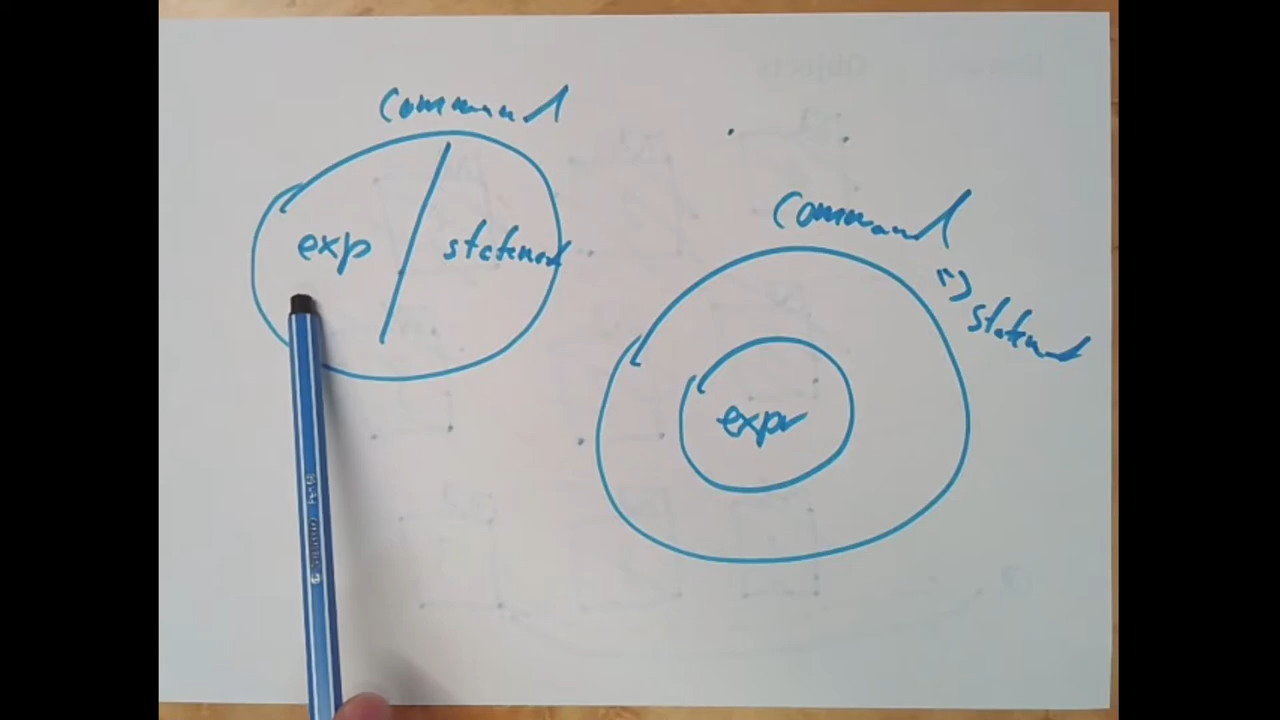 command
exp / statement
command
<=> statement
expr